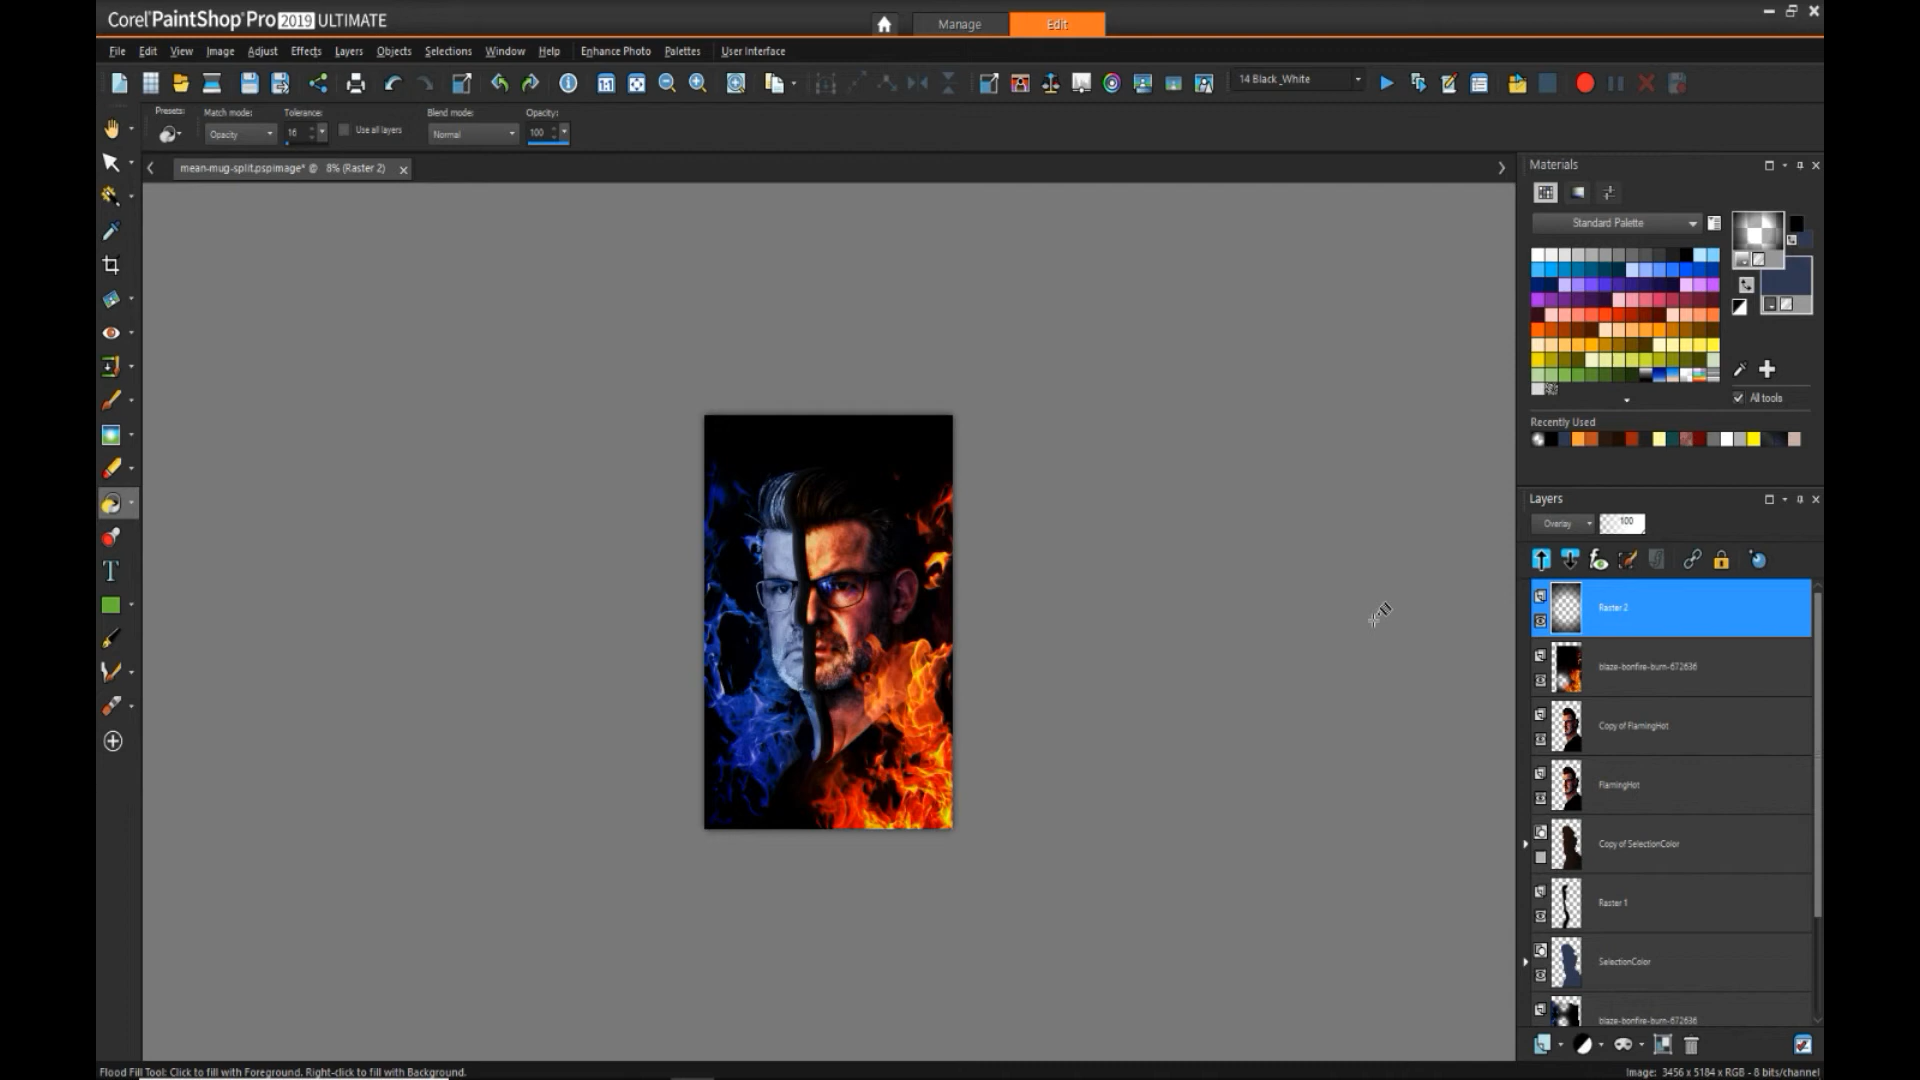 Corel PaintShop Pro 2019 ULTIMATE
Manage
Edit
File Edit View Image Adjust Effects Layers Objects Selections Window Help Enhance Photo Palettes User Interface
14 Black_White
Presets:
Match mode:
Tolerance:
Blend mode:
Opacity:
Opacity
16
Use all layers
Normal
100
mean-mug-split.pspimage* @ 8% (Raster 2)
Materials
Standard Palette
All tools
Recently Used
Layers
Overlay
100
Raster 2
blaze-bonfire-burn-672636
Copy of FlamingHot
FlamingHot
Copy of SelectionColor
Raster 1
SelectionColor
blaze-bonfire-burn-672636
Flood Fill Tool: Click to fill with Foreground. Right-click to fill with Background.
Image: 3456 x 5184 x RGB - 8 bits/channel